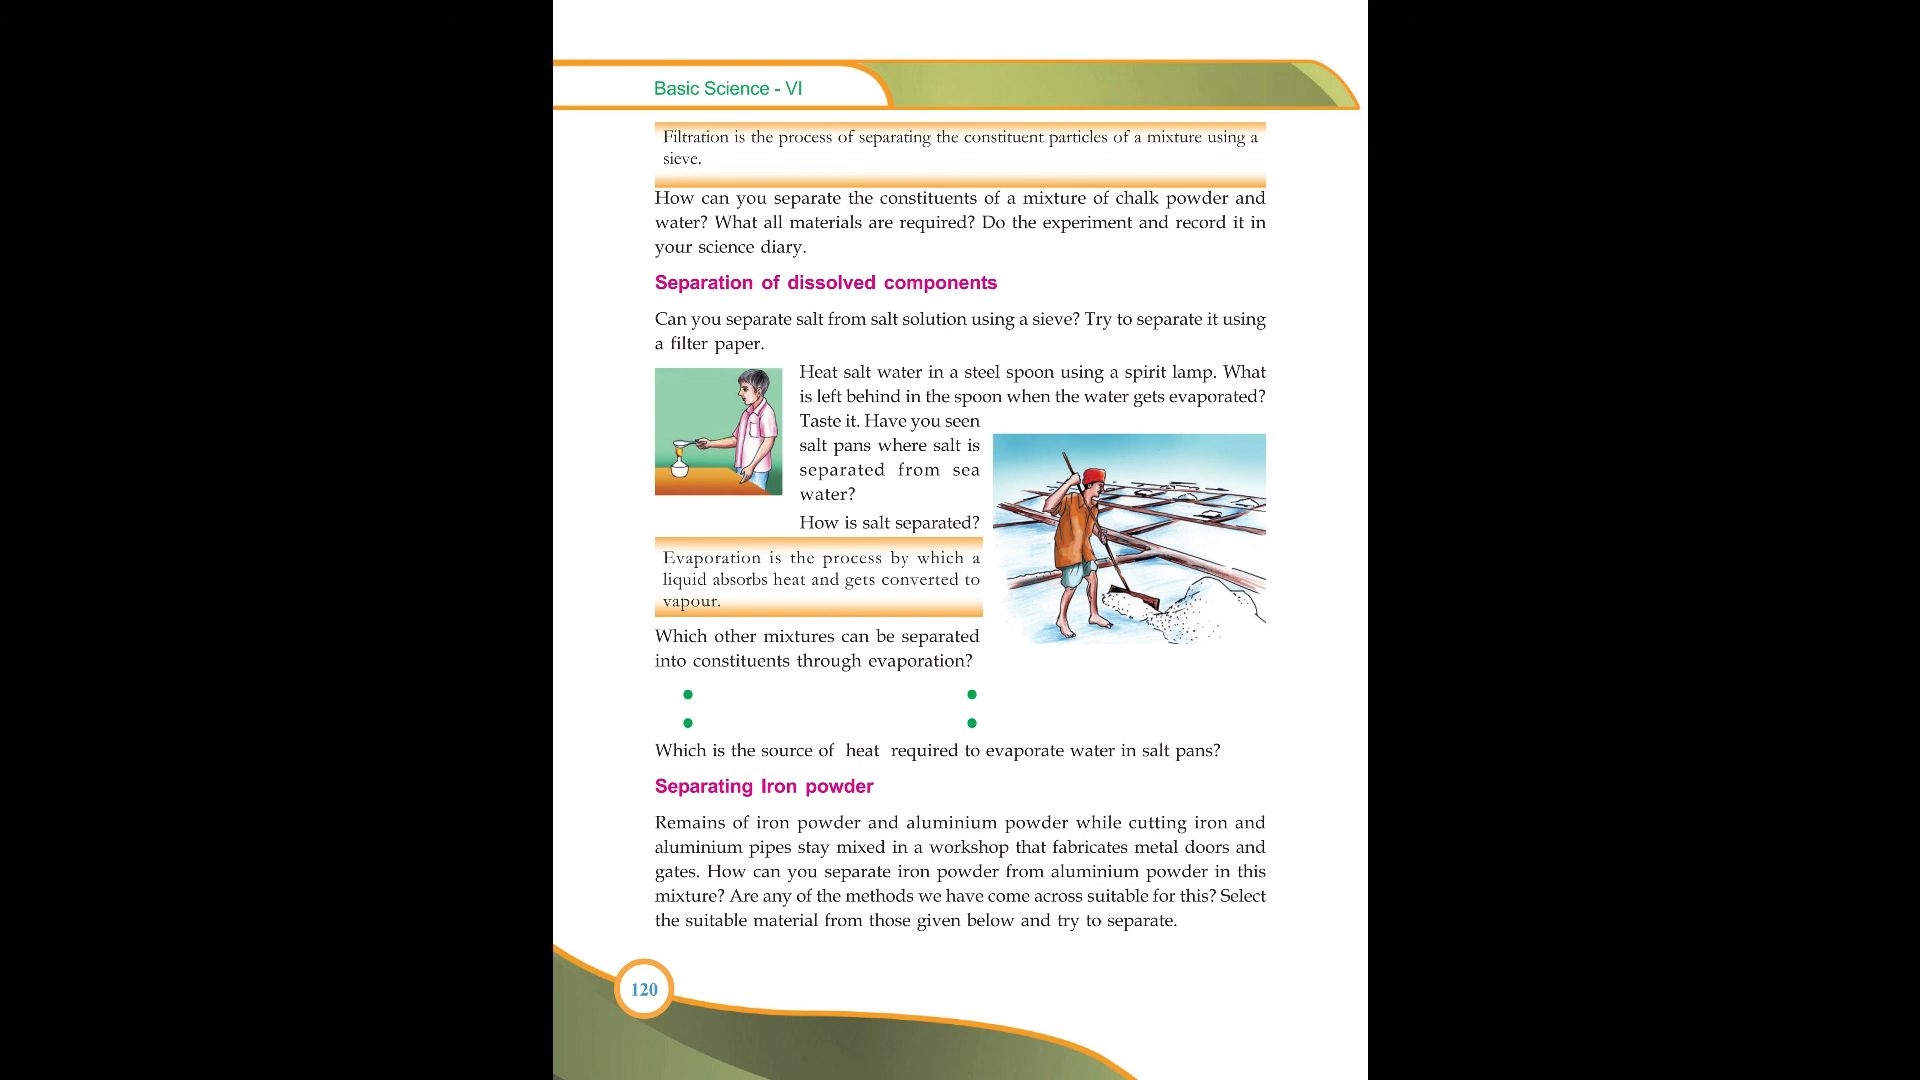 Basic Science - VI
Filtration is the process of separating the constituent particles of a mixture using a
sieve.
How can you separate the constituents of a mixture of chalk powder and
water? What all materials are required? Do the experiment and record it in
your science diary.
Separation of dissolved components
Can you separate salt from salt solution using a sieve? Try to separate it using
a filter paper.
Heat salt water in a steel spoon using a spirit lamp. What
is left behind in the spoon when the water gets evaporated?
Taste it. Have you seen
salt pans where salt is
separated from sea
water?
How is salt separated?
Evaporation is the process by which a
liquid absorbs heat and gets converted to
vapour.
Which other mixtures can be separated
into constituents through evaporation?
Which is the source of heat required to evaporate water in salt pans?
Separating Iron powder
Remains of iron powder and aluminium powder while cutting iron and
aluminium pipes stay mixed in a workshop that fabricates metal doors and
gates. How can you separate iron powder from aluminium powder in this
mixture? Are any of the methods we have come across suitable for this? Select
the suitable material from those given below and try to separate.
120